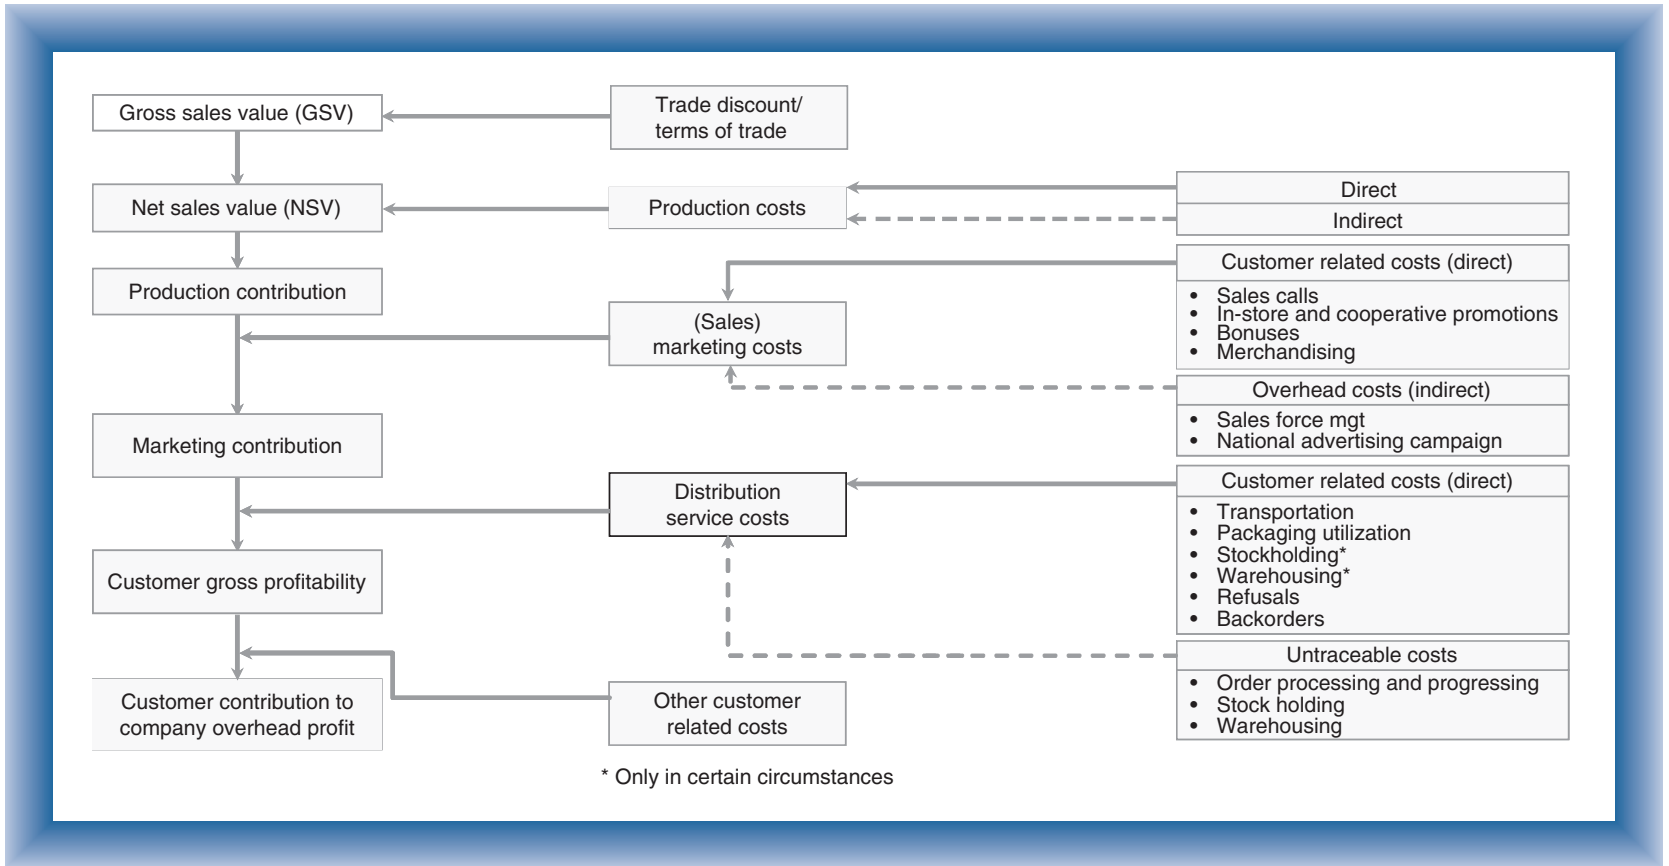 Gross sales value (GSV)
Trade discount/
terms of trade
Net sales value (NSV)
Production costs
Direct
Indirect
Production contribution
(Sales)
marketing costs
Customer related costs (direct)
• Sales calls
• In-store and cooperative promotions
• Bonuses
• Merchandising
Overhead costs (indirect)
• Sales force mgt
• National advertising campaign
Marketing contribution
Distribution
service costs
Customer related costs (direct)
• Transportation
• Packaging utilization
• Stockholding*
• Warehousing*
• Refusals
• Backorders
Customer gross profitability
Untraceable costs
• Order processing and progressing
• Stock holding
• Warehousing
Customer contribution to
company overhead profit
Other customer
related costs
* Only in certain circumstances